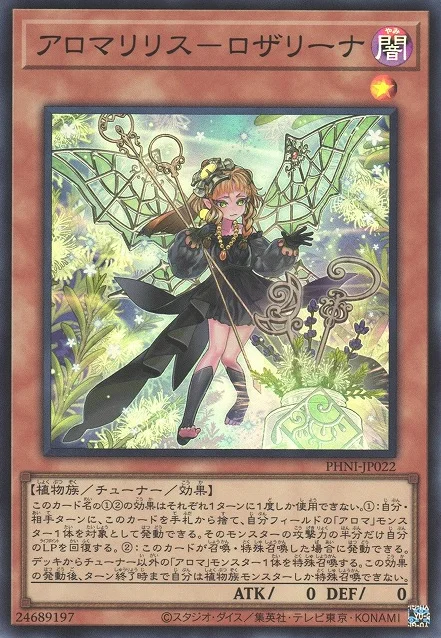 アロマリリス－ロザリーナ
闇
PHNI-JP022
【植物族／チューナー／効果】
このカード名の①②の効果はそれぞれ1ターンに1度しか使用できない。①：自分・
相手ターンに、このカードを手札から捨て、自分フィールドの「アロマ」モンス
ター1体を対象として発動できる。そのモンスターの攻撃力の半分だけ自分
のLPを回復する。②：このカードが召喚・特殊召喚した場合に発動できる。
デッキからチューナー以外の「アロマ」モンスター1体を特殊召喚する。この効果
の発動後、ターン終了時まで自分は植物族モンスターしか特殊召喚できない。
ATK/ 0 DEF/ 0
24689197 ©スタジオ・ダイス／集英社・テレビ東京・KONAMI